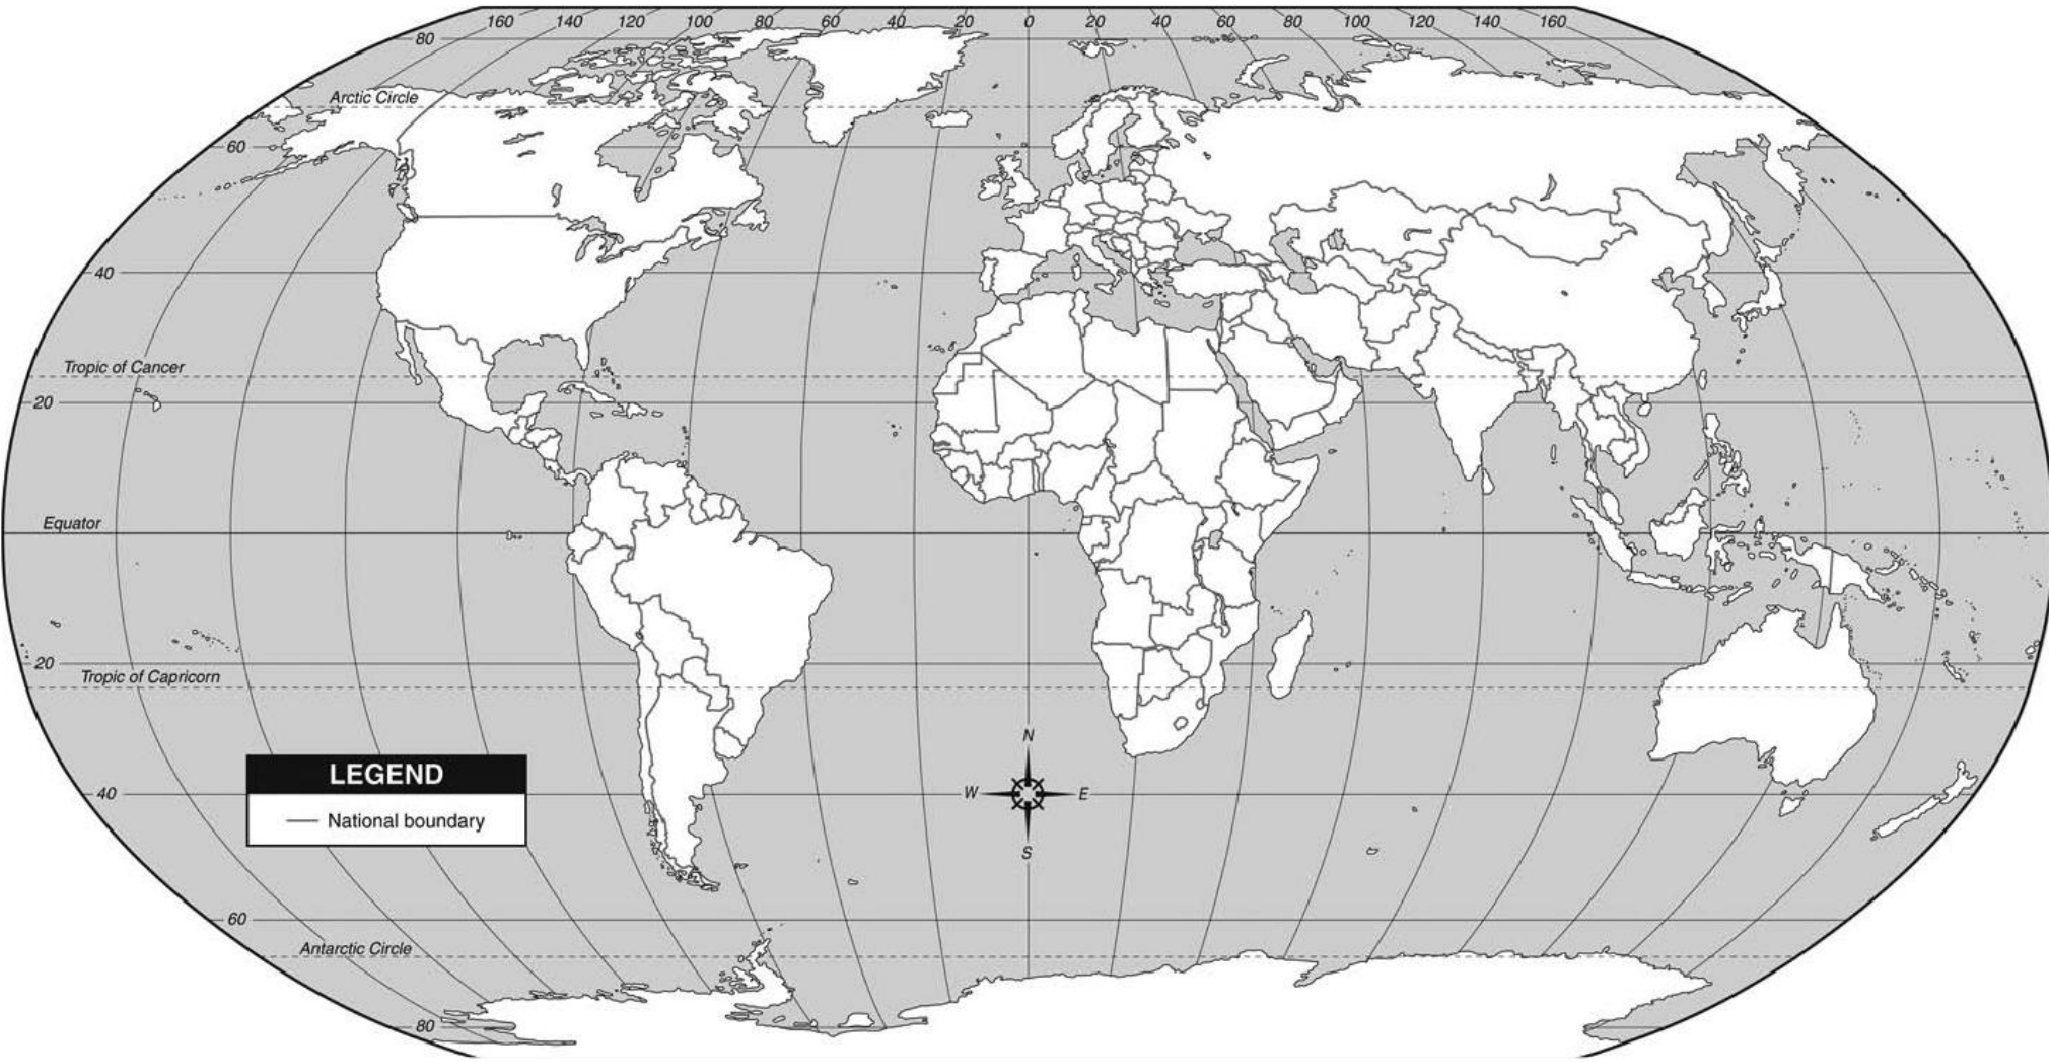 160 140 120 100 80 60 40 20 0 20 40 60 80 100 120 140 160
80
Arctic Circle
60
40
Tropic of Cancer
20
Equator
20
Tropic of Capricorn
N
LEGEND
W E
40
National boundary
S
60
Antarctic Circle
80